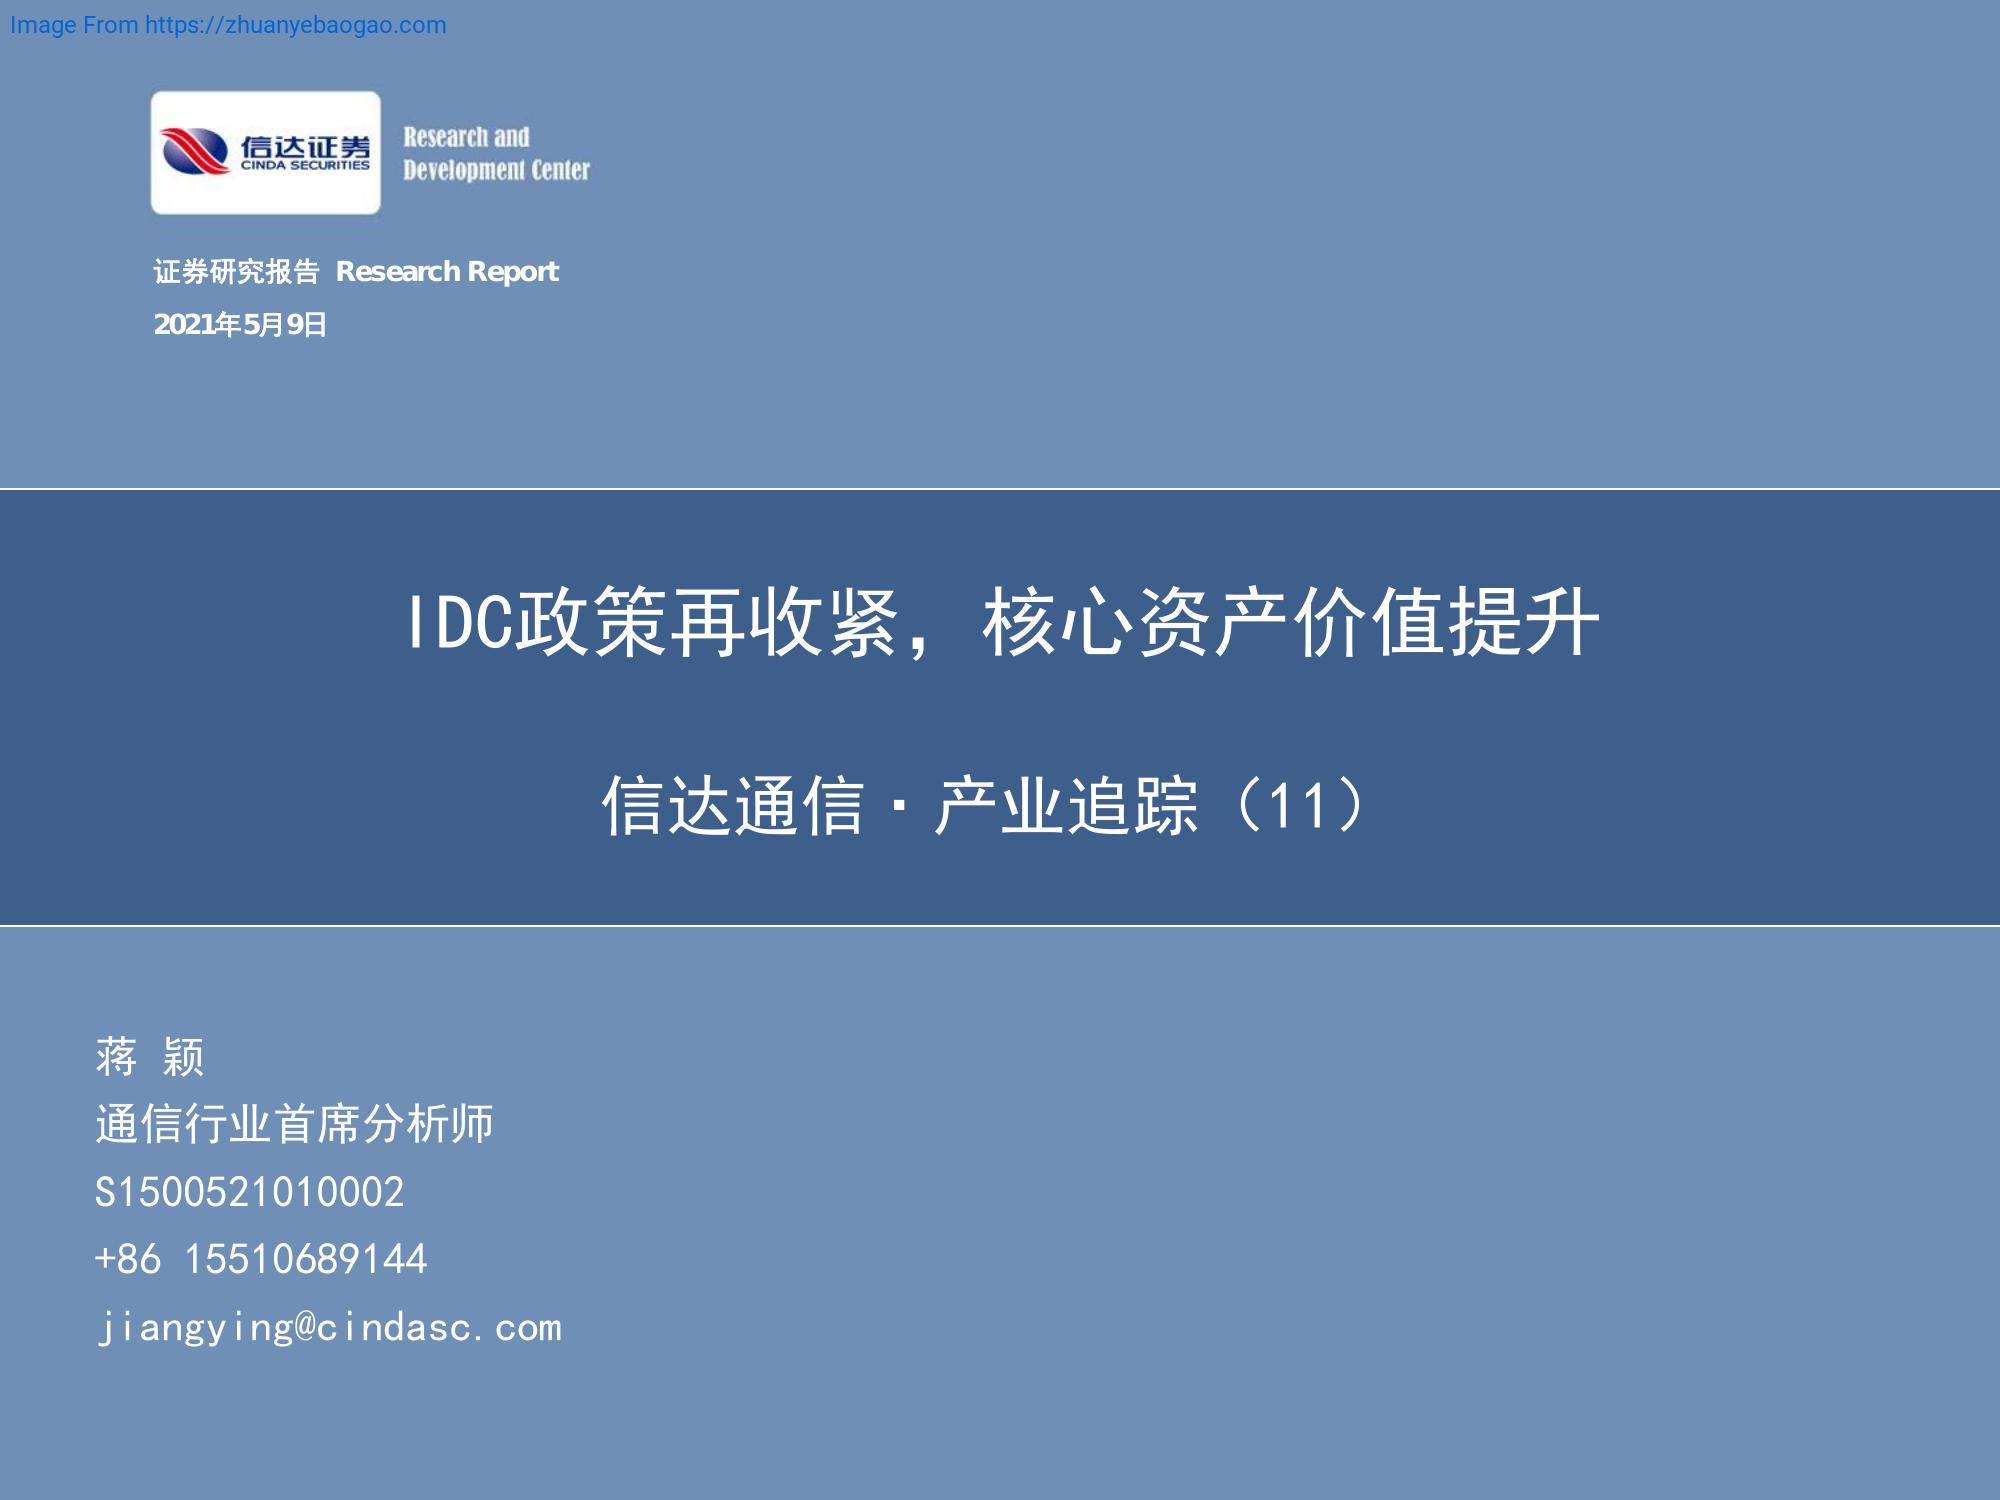 Image From https://zhuanyebaogao.com
信达证券
CINDA SECURITIES
Research and
Development Center
证券研究报告 Research Report
2021年5月9日
IDC政策再收紧，核心资产价值提升
信达通信·产业追踪（11）
蒋 颖
通信行业首席分析师
S1500521010002
+86 15510689144
jiangying@cindasc.com